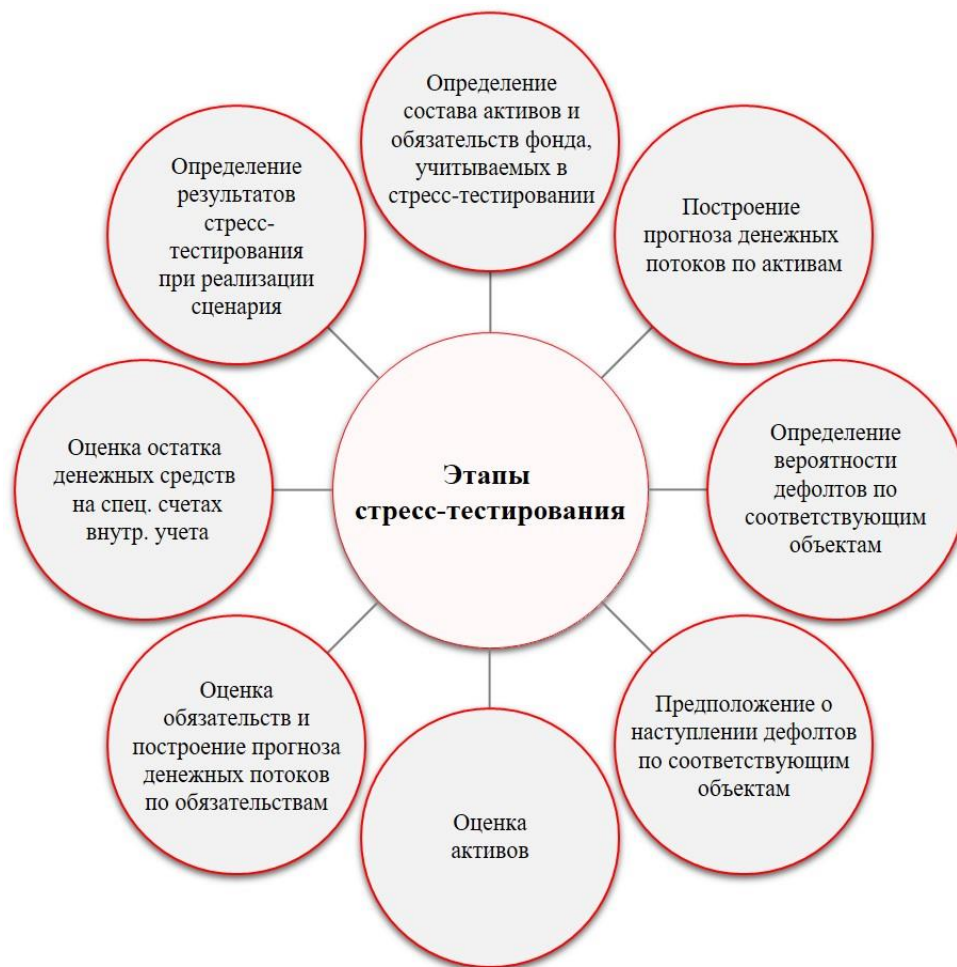 Определение
состава активов и
обязательств фонда,
учитываемых в
стресс-тестировании
Построение
прогноза денежных
потоков по активам
Определение
вероятности
дефолтов по
соответствующим
объектам
Предположение о
наступлении дефолтов
по соответствующим
объектам
Оценка
активов
Оценка
обязательств и
построение прогноза
денежных потоков
по обязательствам
Оценка остатка
денежных средств
на спец. счетах
внутр. учета
Определение
результатов
стресс-
тестирования
при реализации
сценария
Этапы
стресс-тестирования